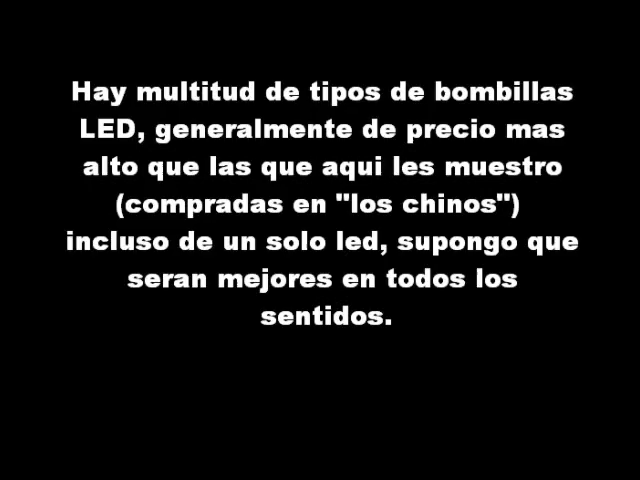 Hay multitud de tipos de bombillas
LED, generalmente de precio mas
alto que las que aqui les muestro
(compradas en "los chinos")
incluso de un solo led, supongo que
seran mejores en todos los
sentidos.